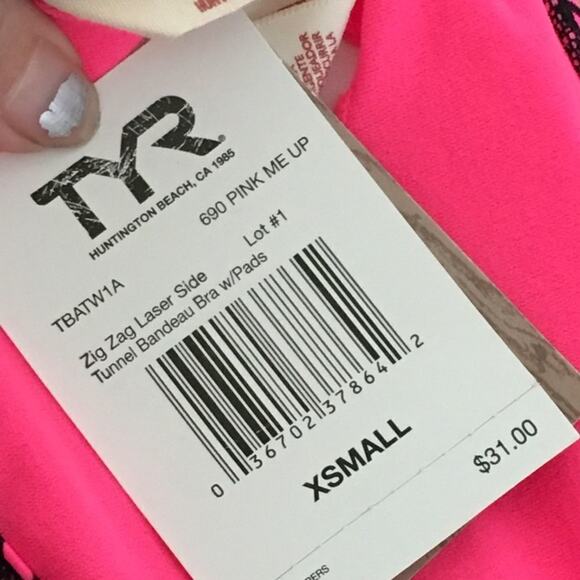 TYR®
HUNTINGTON BEACH, CA 1985
690 PINK ME UP
TBATW1A
Lot #1
Zig Zag Laser Side
Tunnel Bandeau Bra w/Pads
0 36702 37864 2
XSMALL
$31.00